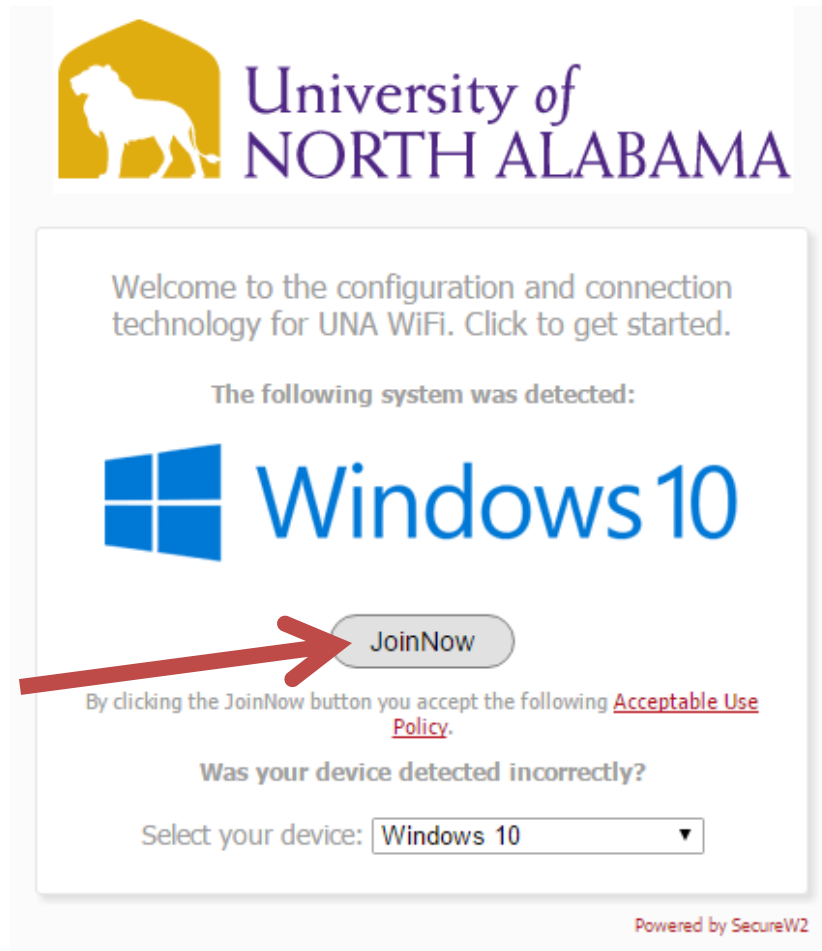 University of
NORTH ALABAMA
Welcome to the configuration and connection
technology for UNA WiFi. Click to get started.
The following system was detected:
Windows 10
JoinNow
By clicking the JoinNow button you accept the following Acceptable Use
Policy.
Was your device detected incorrectly?
Select your device: Windows 10
Powered by SecureW2